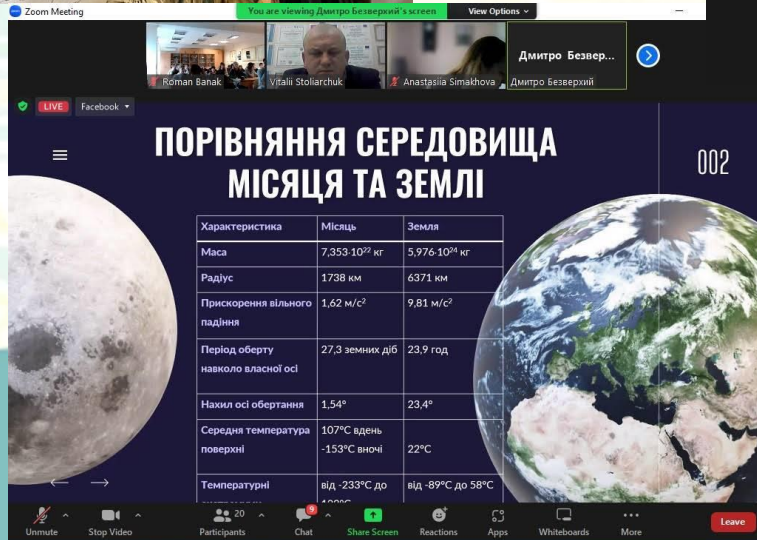 Zoom Meeting
You are viewing Дмитро Безверхий's screen
View Options
Roman Banak
Vitalii Stoliarchuk
Anastasiia Simakhova
Дмитро Безвер...
Дмитро Безверхий
LIVE
Facebook
ПОРІВНЯННЯ СЕРЕДОВИЩА
МІСЯЦЯ ТА ЗЕМЛІ
002
Характеристика Місяць Земля
Маса 7,353·10²² кг 5,976·10²⁴ кг
Радіус 1738 км 6371 км
Прискорення вільного 1,62 м/с² 9,81 м/с²
падіння
Період оберту 27,3 земних діб 23,9 год
навколо власної осі
Нахил осі обертання 1,54° 23,4°
Середня температура 107°C вдень
поверхні -153°C вночі 22°C
Температурні від -233°C до від -89°C до 58°C
Unmute
Stop Video
20
Participants
9
Chat
Share Screen
Reactions
Apps
Whiteboards
More
Leave